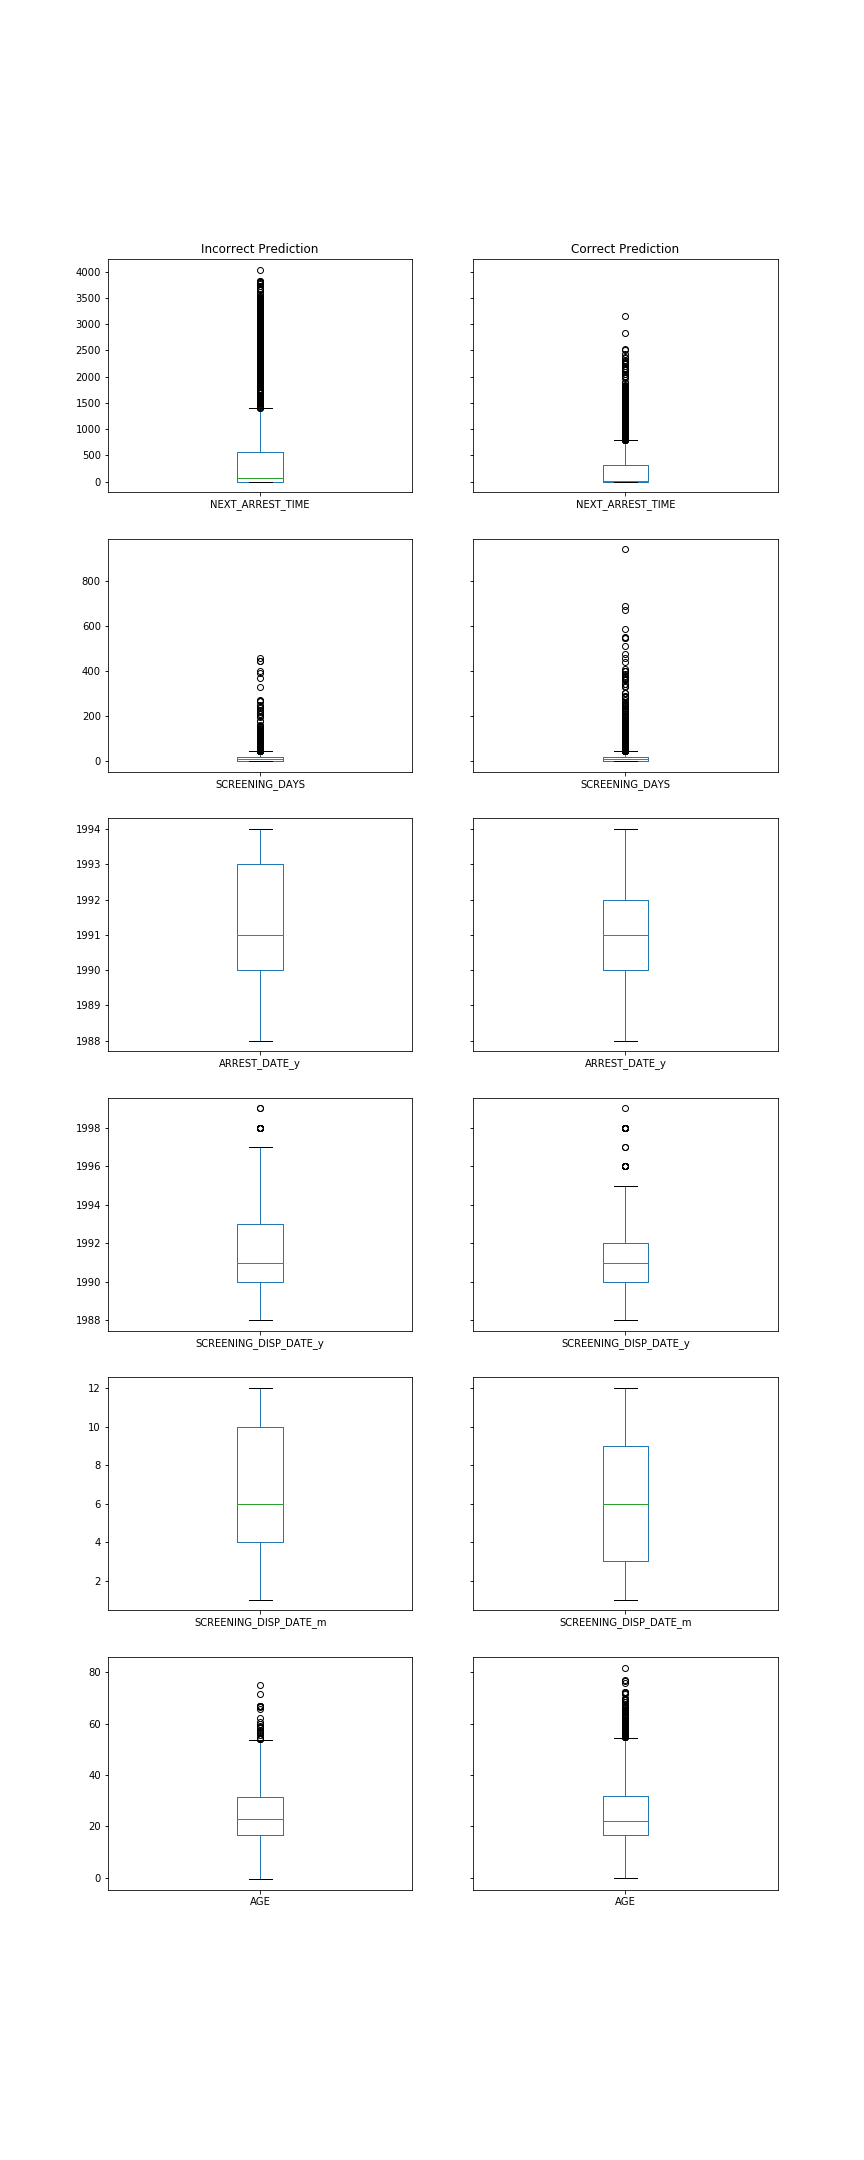 Incorrect Prediction
Correct Prediction
4000
3500
3000
2500
2000
1500
1000
500
0
NEXT_ARREST_TIME
NEXT_ARREST_TIME
800
600
400
200
0
SCREENING_DAYS
SCREENING_DAYS
1994
1993
1992
1991
1990
1989
1988
ARREST_DATE_y
ARREST_DATE_y
1998
1996
1994
1992
1990
1988
SCREENING_DISP_DATE_y
SCREENING_DISP_DATE_y
12
10
8
6
4
2
SCREENING_DISP_DATE_m
SCREENING_DISP_DATE_m
80
60
40
20
0
AGE
AGE